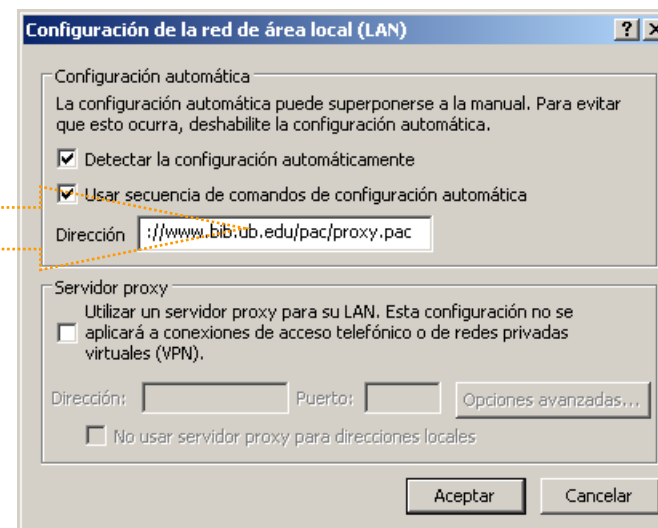 Configuración de la red de área local (LAN)
Configuración automática
La configuración automática puede superponerse a la manual. Para evitar
que esto ocurra, deshabilite la configuración automática.
Detectar la configuración automáticamente
Usar secuencia de comandos de configuración automática
Dirección ://www.bib.ub.edu/pac/proxy.pac
Servidor proxy
Utilizar un servidor proxy para su LAN. Esta configuración no se
aplicará a conexiones de acceso telefónico o de redes privadas
virtuales (VPN).
Dirección: Puerto: Opciones avanzadas...
No usar servidor proxy para direcciones locales
Aceptar Cancelar